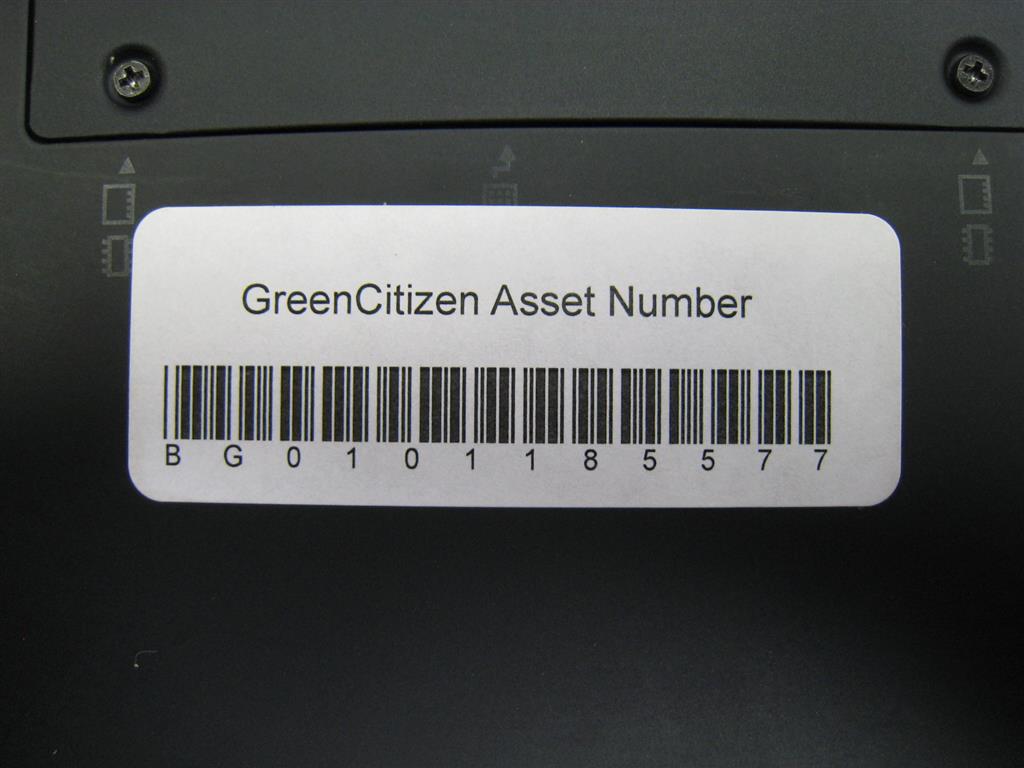 GreenCitizen Asset Number
B G 0 1 0 1 1 8 5 5 7 7